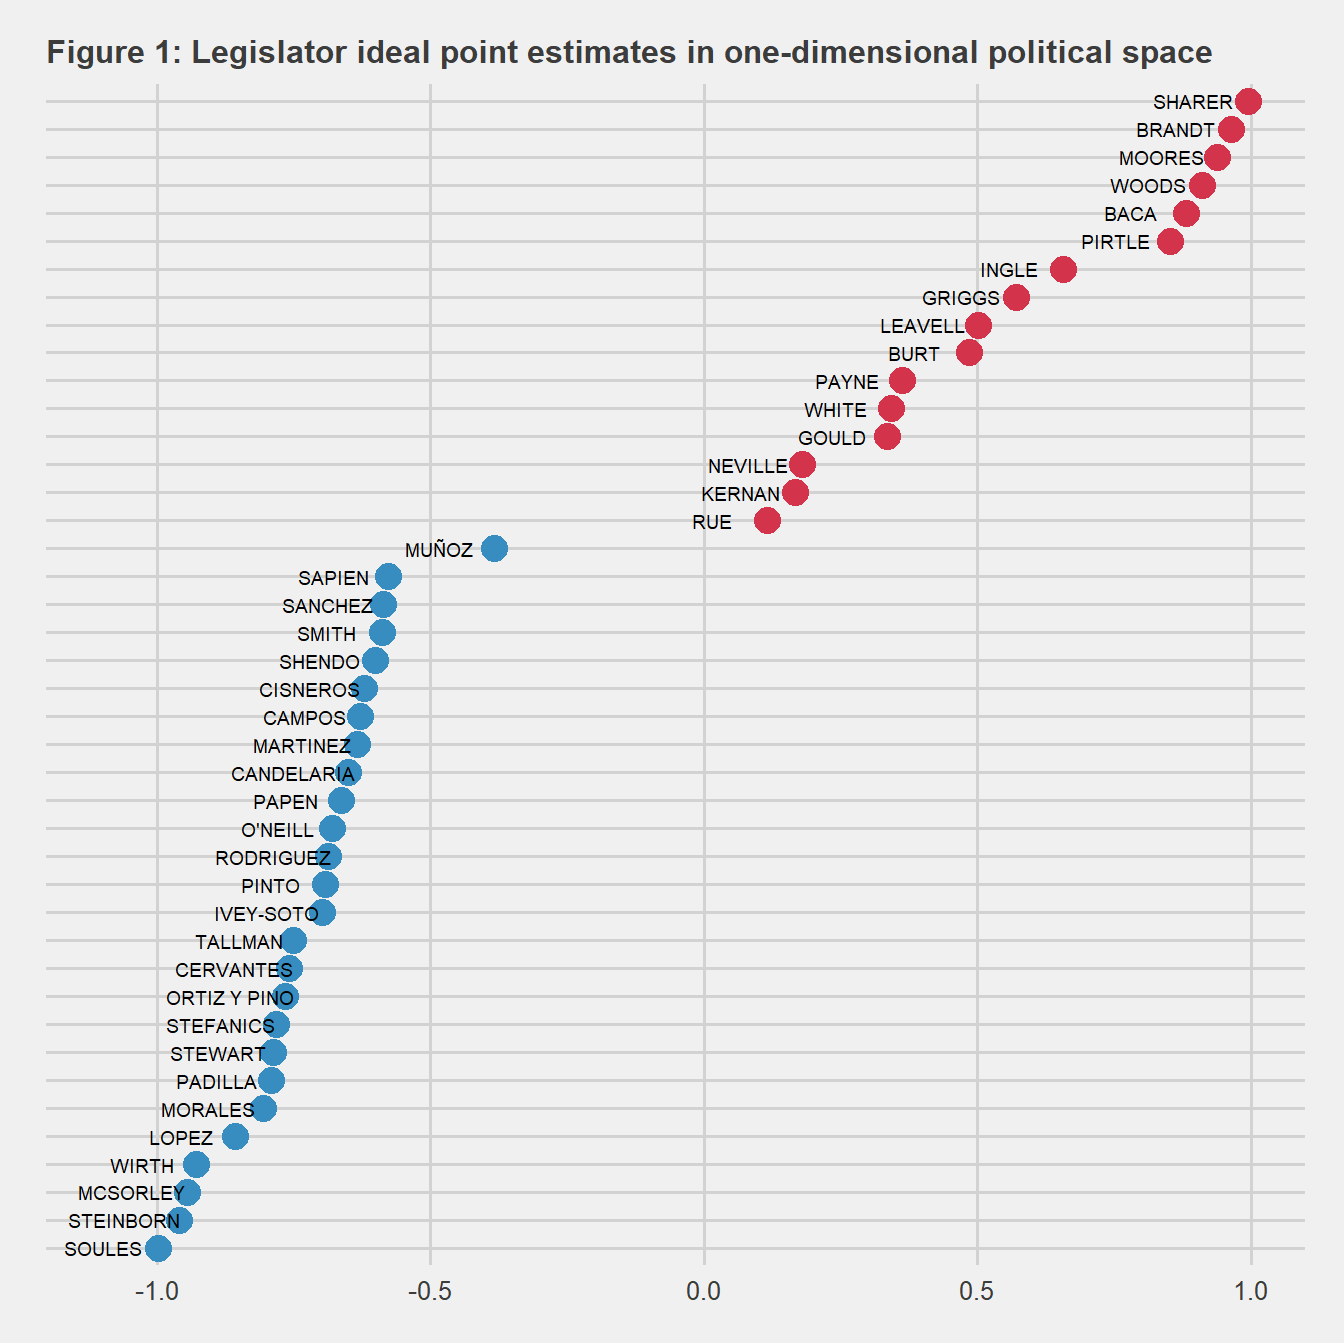 Figure 1: Legislator ideal point estimates in one-dimensional political space
SHARER
BRANDT
MOORES
WOODS
BACA
PIRTLE
INGLE
GRIGGS
LEAVELL
BURT
PAYNE
WHITE
GOULD
NEVILLE
KERNAN
RUE
MUÑOZ
SAPIEN
SANCHEZ
SMITH
SHENDO
CISNEROS
CAMPOS
MARTINEZ
CANDELARIA
PAPEN
O'NEILL
RODRIGUEZ
PINTO
IVEY-SOTO
TALLMAN
CERVANTES
ORTIZ Y PINO
STEFANICS
STEWART
PADILLA
MORALES
LOPEZ
WIRTH
MCSORLEY
STEINBORN
SOULES
-1.0 -0.5 0.0 0.5 1.0